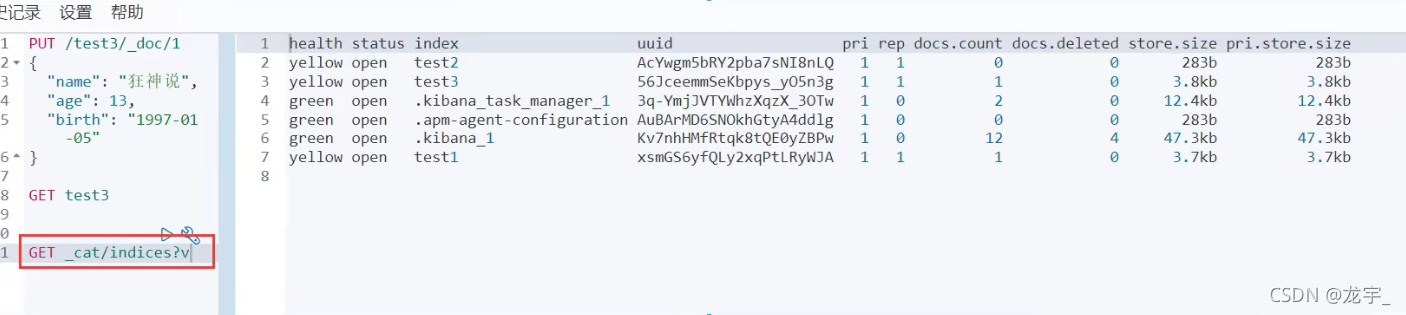 史记录 设置 帮助
1 PUT /test3/_doc/1
2 {
3 "name": "狂神说",
4 "age": 13,
5 "birth": "1997-01
-05"
6 }
7
8 GET test3
9
0
1 GET _cat/indices?v
1 health status index uuid pri rep docs.count docs.deleted store.size pri.store.size
2 yellow open test2 AcYwgm5bRY2pba7sNI8nLQ 1 1 0 0 283b 283b
3 yellow open test3 56JceemmSeKbpys_yO5n3g 1 1 1 0 3.8kb 3.8kb
4 green open .kibana_task_manager_1 3q-YmjJVTYWhzXqzX_3OTw 1 0 2 0 12.4kb 12.4kb
5 green open .apm-agent-configuration AuBArMD6SNOkhGtyA4ddlg 1 0 0 0 283b 283b
6 green open .kibana_1 Kv7nhHMfRtqk8tQE0yZBPw 1 0 12 4 47.3kb 47.3kb
7 yellow open test1 xsmGS6yfQLy2xqPtLRyWJA 1 1 1 0 3.7kb 3.7kb
8
CSDN @龙宇_